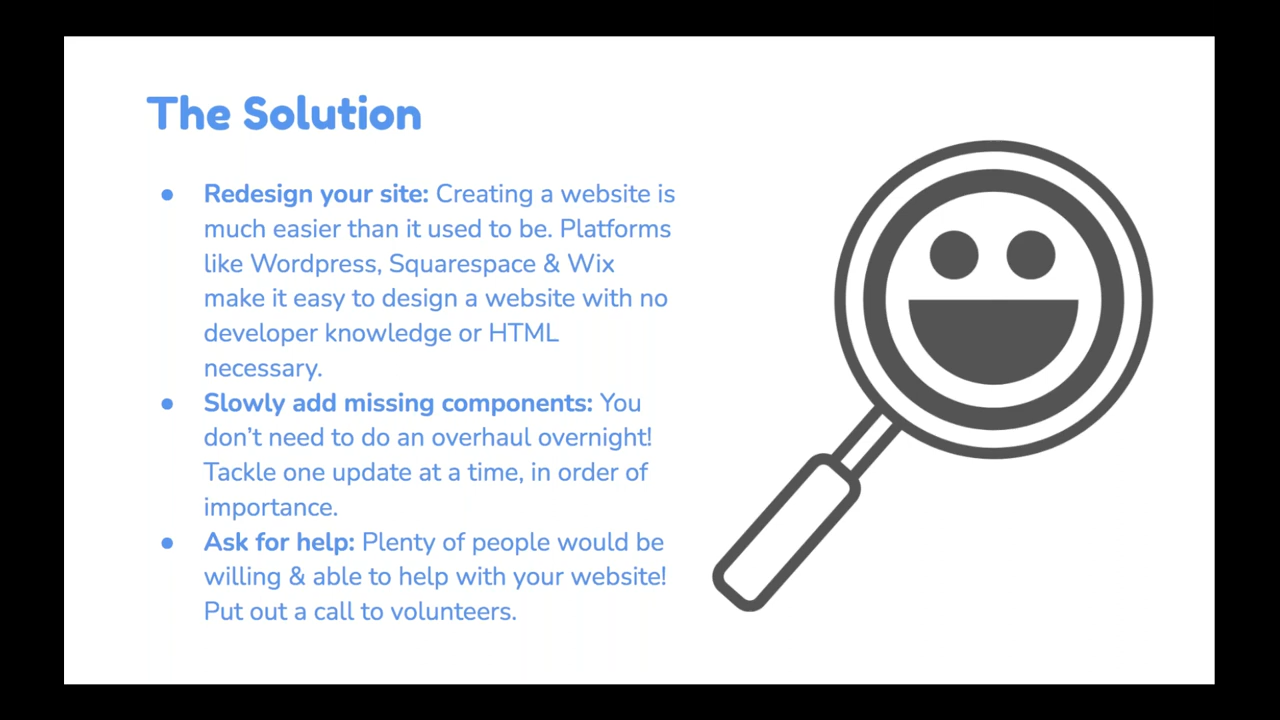 The Solution
● Redesign your site: Creating a website is
much easier than it used to be. Platforms
like Wordpress, Squarespace & Wix
make it easy to design a website with no
developer knowledge or HTML
necessary.
● Slowly add missing components: You
don’t need to do an overhaul overnight!
Tackle one update at a time, in order of
importance.
● Ask for help: Plenty of people would be
willing & able to help with your website!
Put out a call to volunteers.